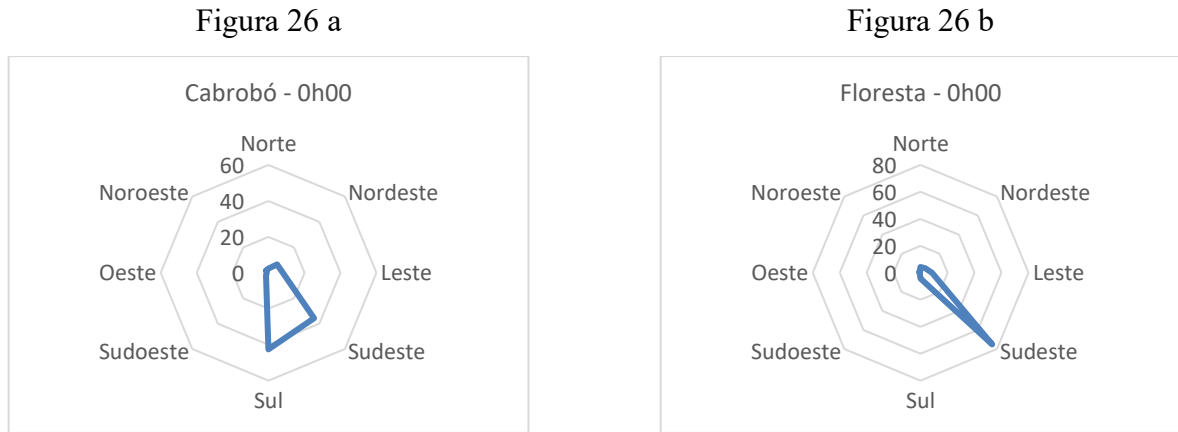 Figura 26 a
Cabrobó - 0h00
Norte
60
Noroeste
Nordeste
40
20
Oeste
0
Leste
Sudoeste
Sudeste
Sul
Figura 26 b
Floresta - 0h00
Norte
80
Noroeste
60
Nordeste
40
20
Oeste
0
Leste
Sudoeste
Sudeste
Sul